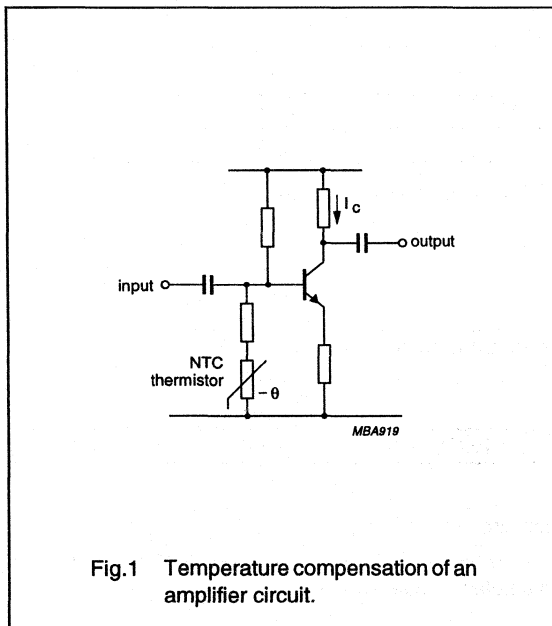 I c
output
input
NTC
thermistor
- θ
MBA919
Fig.1 Temperature compensation of an
amplifier circuit.